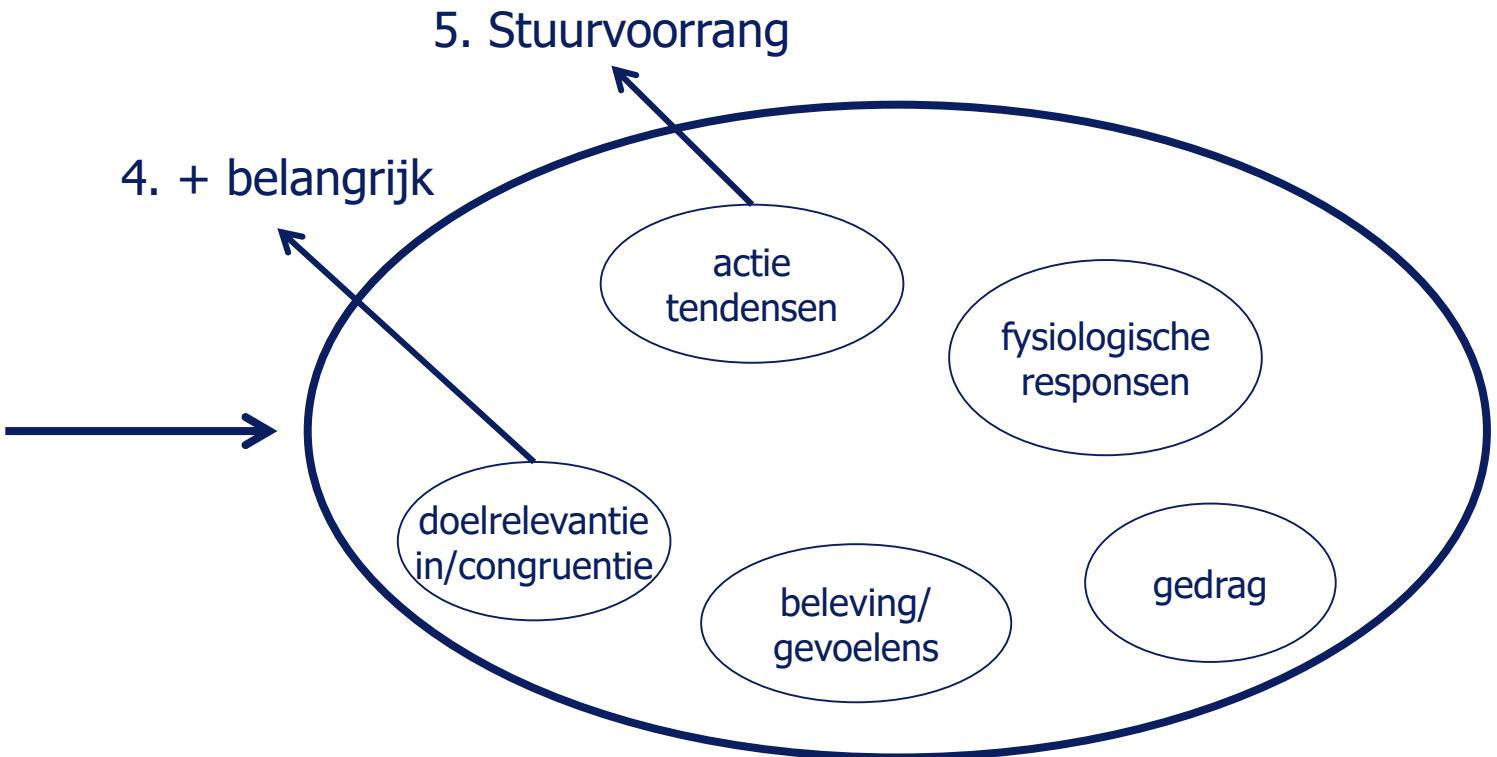 5. Stuurvoorrang
4. + belangrijk
actie
tendensen
fysiologische
responsen
doelrelevantie
in/congruentie
beleving/
gevoelens
gedrag